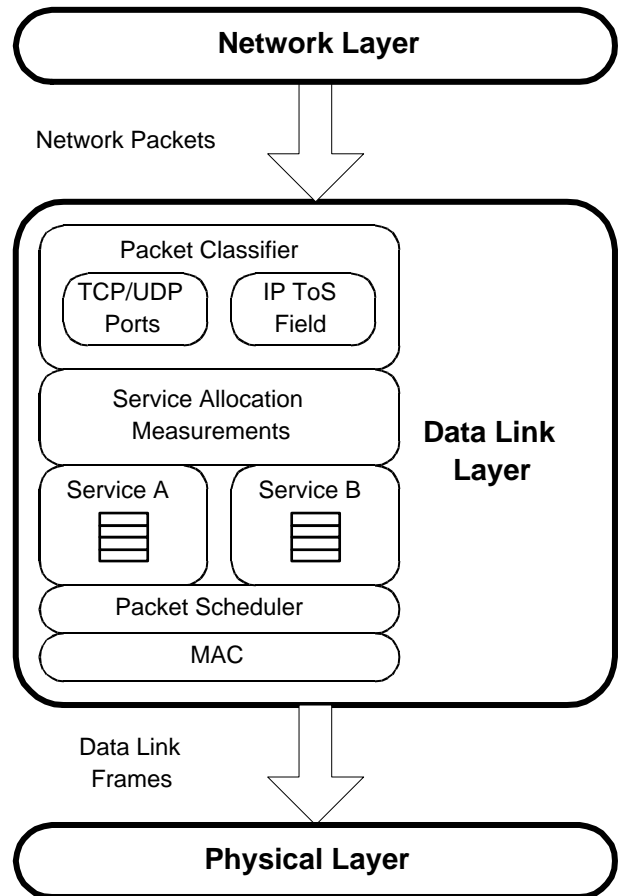 Network Layer
Network Packets
Packet Classifier
TCP/UDP
Ports
IP ToS
Field
Service Allocation
Measurements
Data Link
Layer
Service A
Service B
Packet Scheduler
MAC
Data Link
Frames
Physical Layer